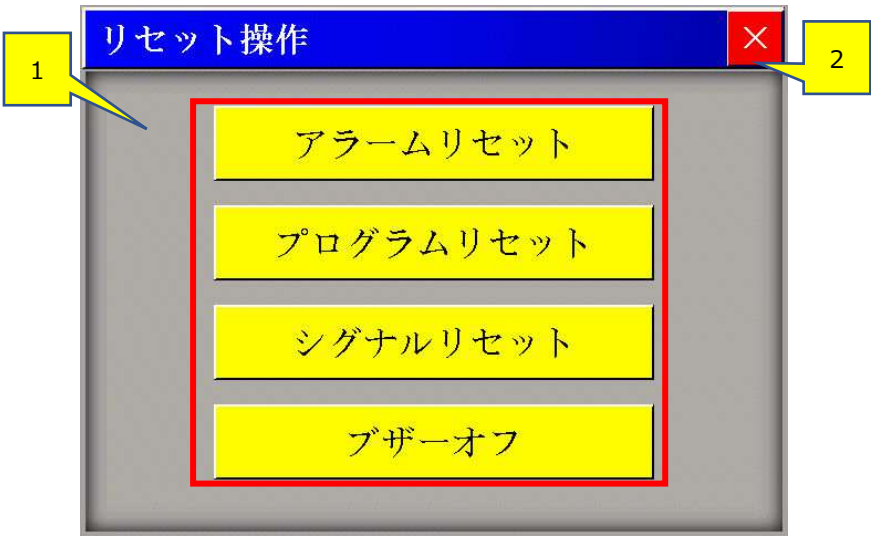 リセット操作
×
1
2
アラームリセット
プログラムリセット
シグナルリセット
ブザーオフ